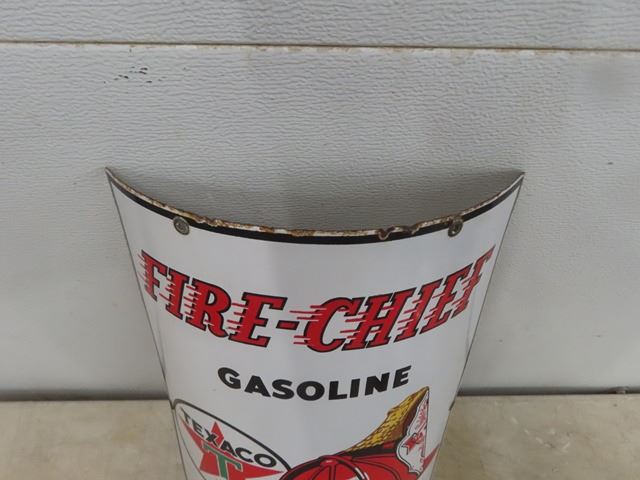 FIRE-CHIEF
GASOLINE
TEXACO
T